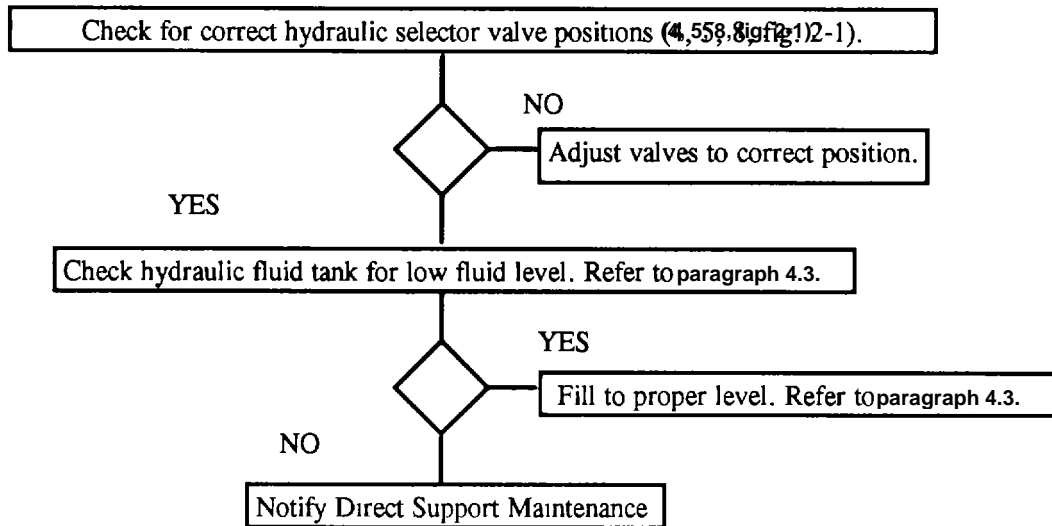 Check for correct hydraulic selector valve positions
NO
Adjust valves to correct position.
YES
Check hydraulic fluid tank for low fluid level. Refer to paragraph 4.3.
YES
Fill to proper level. Refer to paragraph 4.3.
NO
Notify Direct Support Maintenance